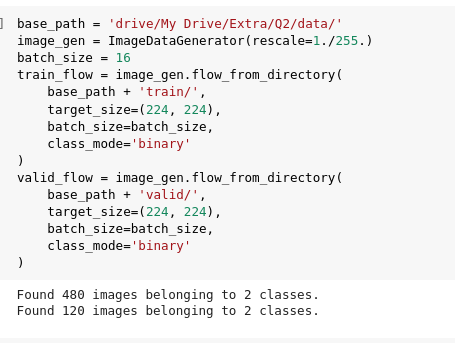 ] base_path = 'drive/My Drive/Extra/Q2/data/'
image_gen = ImageDataGenerator(rescale=1./255.)
batch_size = 16
train_flow = image_gen.flow_from_directory(
    base_path + 'train/',
    target_size=(224, 224),
    batch_size=batch_size,
    class_mode='binary'
)
valid_flow = image_gen.flow_from_directory(
    base_path + 'valid/',
    target_size=(224, 224),
    batch_size=batch_size,
    class_mode='binary'
)
Found 480 images belonging to 2 classes.
Found 120 images belonging to 2 classes.